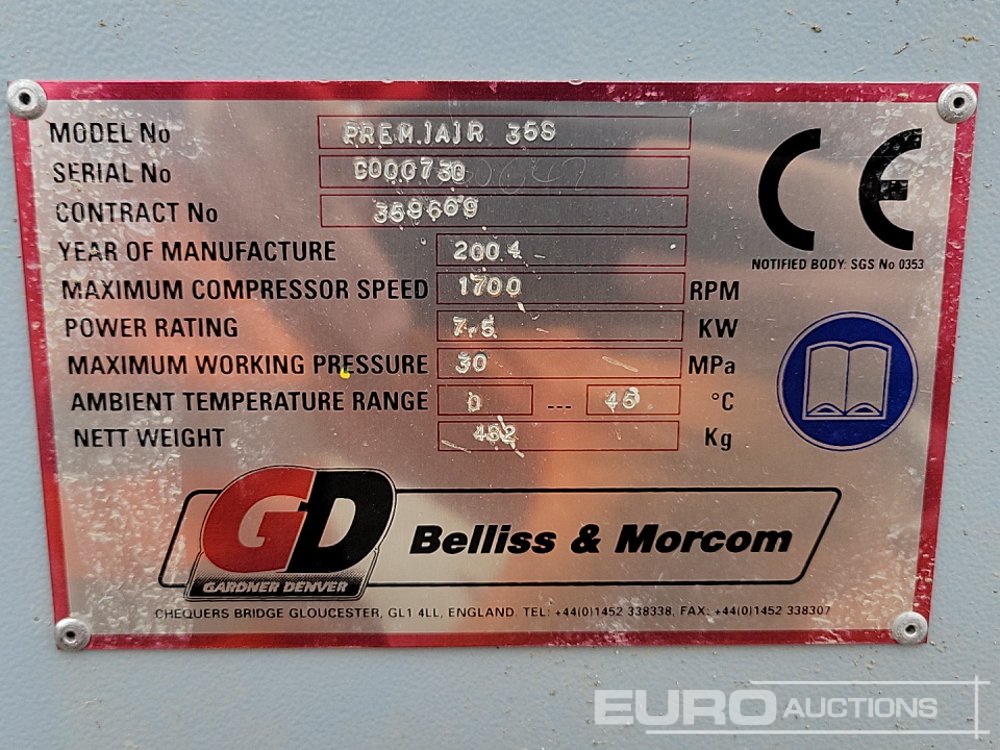 MODEL No PREM.IAIR 35S
SERIAL No
CONTRACT No 359669
YEAR OF MANUFACTURE 2004
MAXIMUM COMPRESSOR SPEED 1700 RPM
POWER RATING 7.5 KW
MAXIMUM WORKING PRESSURE 30 MPa
AMBIENT TEMPERATURE RANGE 0 --- 45 °C
NETT WEIGHT 482 Kg
CE
NOTIFIED BODY: SGS No 0353
GD
GARDNER DENVER
Belliss & Morcom
CHEQUERS BRIDGE GLOUCESTER, GL1 4LL, ENGLAND. TEL: +44(0)1452 338338, FAX: +44(0)1452 338307
EURO AUCTIONS